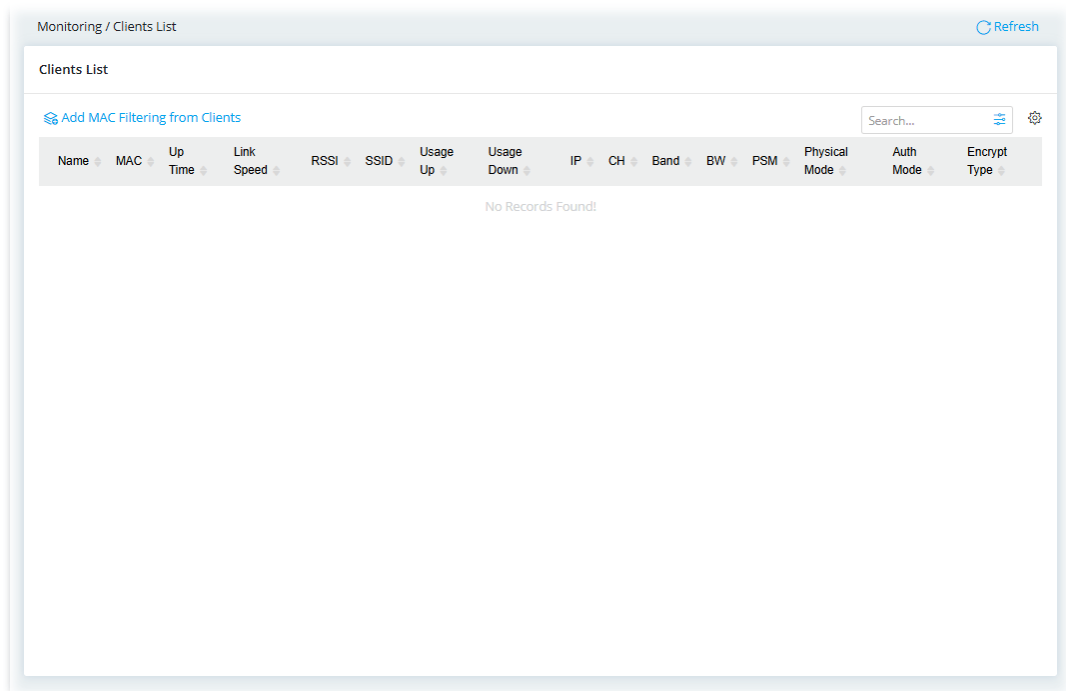 Monitoring / Clients List
Refresh
Clients List
Add MAC Filtering from Clients
Search...
Name MAC Up Time Link Speed RSSI SSID Usage Up Usage Down IP CH Band BW PSM Physical Mode Auth Mode Encrypt Type
No Records Found!